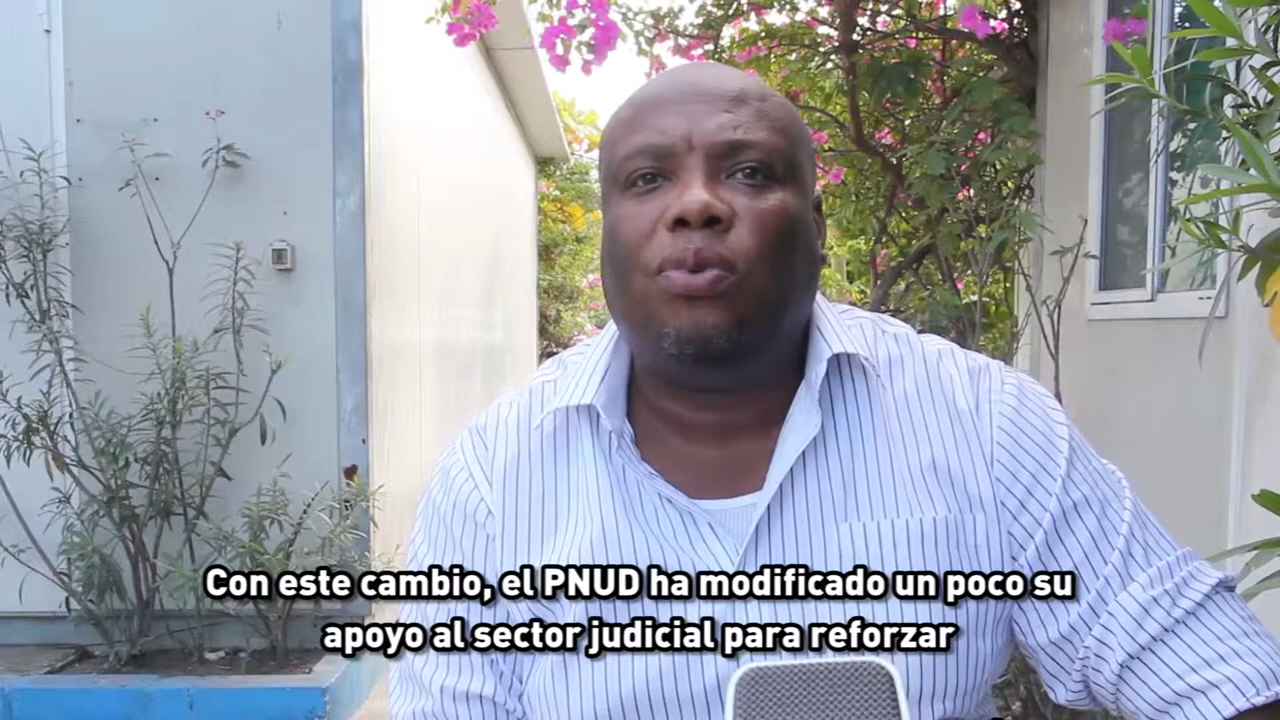 Con este cambio, el PNUD ha modificado un poco su
apoyo al sector judicial para reforzar